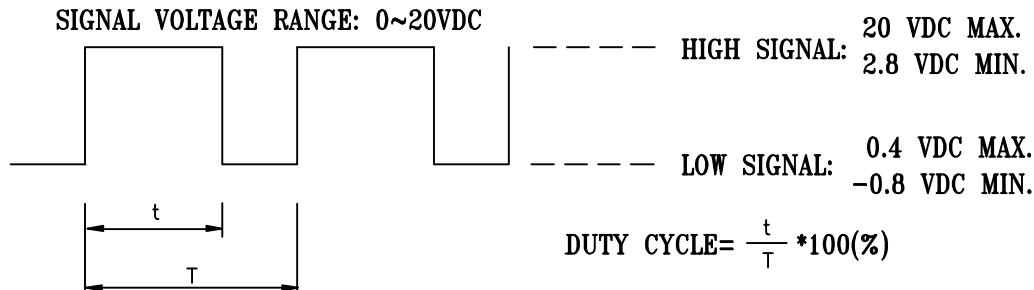 SIGNAL VOLTAGE RANGE: 0~20VDC
HIGH SIGNAL: 20 VDC MAX.
2.8 VDC MIN.
LOW SIGNAL: 0.4 VDC MAX.
-0.8 VDC MIN.
t
T
DUTY CYCLE= t/T *100(%)